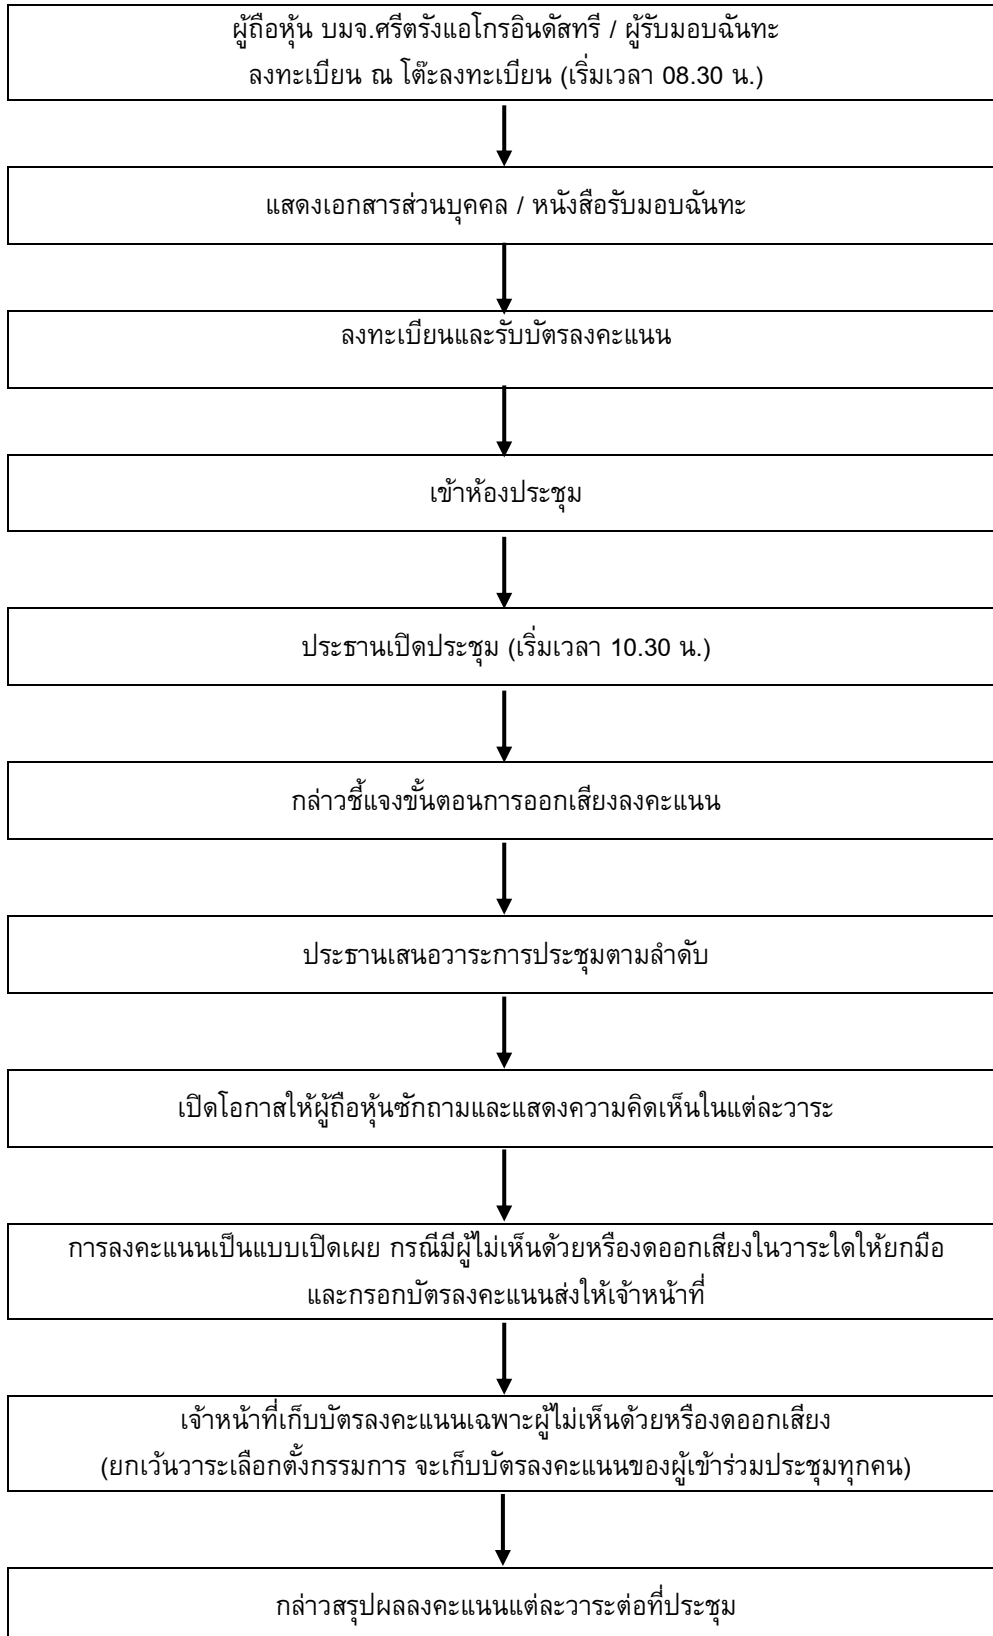 ผู้ถือหุ้น บมจ.ศรีตรังแอโกรอินดัสทรี / ผู้รับมอบฉันทะ
ลงทะเบียน ณ โต๊ะลงทะเบียน (เริ่มเวลา 08.30 น.)
แสดงเอกสารส่วนบุคคล / หนังสือรับมอบฉันทะ
ลงทะเบียนและรับบัตรลงคะแนน
เข้าห้องประชุม
ประธานเปิดประชุม (เริ่มเวลา 10.30 น.)
กล่าวชี้แจงขั้นตอนการออกเสียงลงคะแนน
ประธานเสนอวาระการประชุมตามลำดับ
เปิดโอกาสให้ผู้ถือหุ้นซักถามและแสดงความคิดเห็นในแต่ละวาระ
การลงคะแนนเป็นแบบเปิดเผย กรณีมีผู้ไม่เห็นด้วยหรืองดออกเสียงในวาระใดให้ยกมือ
และกรอกบัตรลงคะแนนส่งให้เจ้าหน้าที่
เจ้าหน้าที่เก็บบัตรลงคะแนนเฉพาะผู้ไม่เห็นด้วยหรืองดออกเสียง
(ยกเว้นวาระเลือกตั้งกรรมการ จะเก็บบัตรลงคะแนนของผู้เข้าร่วมประชุมทุกคน)
กล่าวสรุปผลลงคะแนนแต่ละวาระต่อที่ประชุม